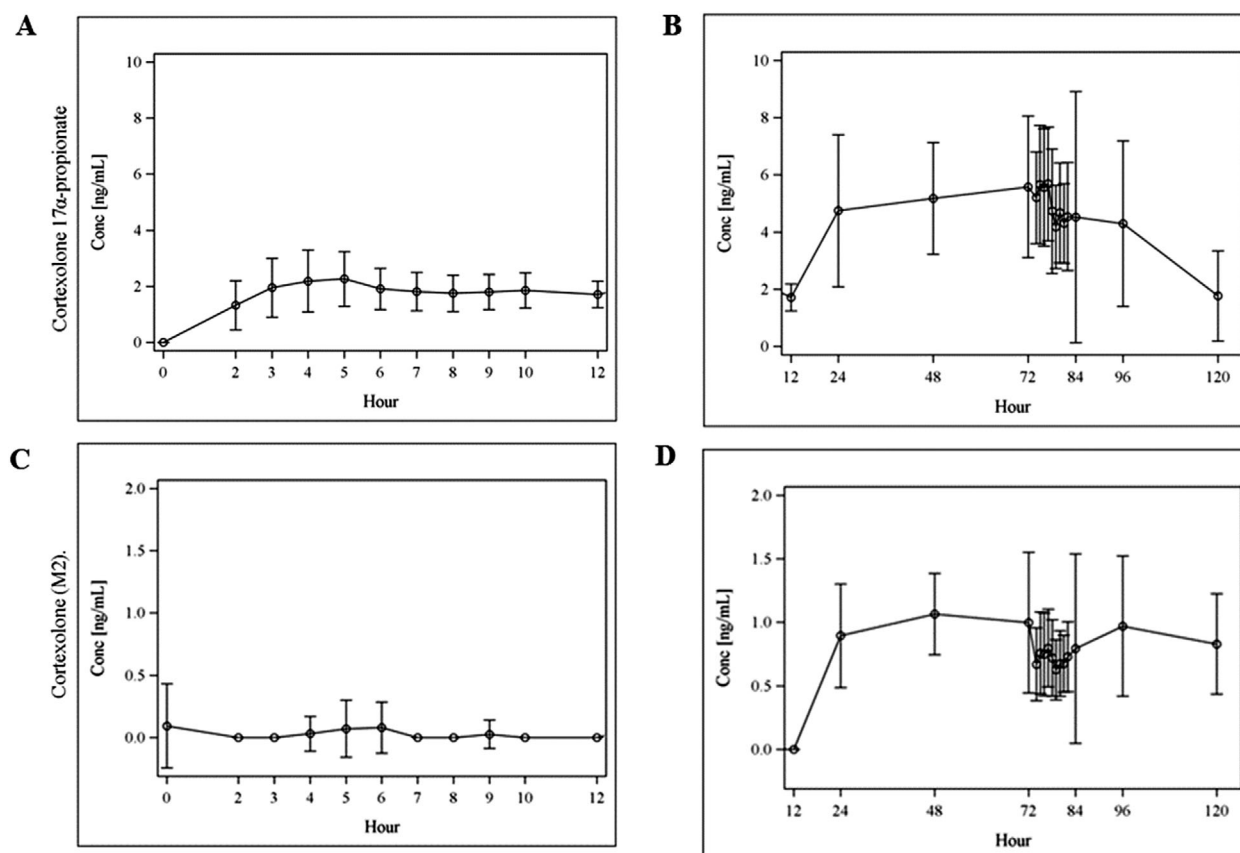 A
Cortexolone 17α-propionate
Conc [ng/mL]
10
8
6
4
2
0
0 2 3 4 5 6 7 8 9 10 12
Hour
B
Conc [ng/mL]
10
8
6
4
2
0
12 24 48 72 84 96 120
Hour
C
Cortexolone (M2).
Conc [ng/mL]
2.0
1.5
1.0
0.5
0.0
0 2 3 4 5 6 7 8 9 10 12
Hour
D
Conc [ng/mL]
2.0
1.5
1.0
0.5
0.0
12 24 48 72 84 96 120
Hour